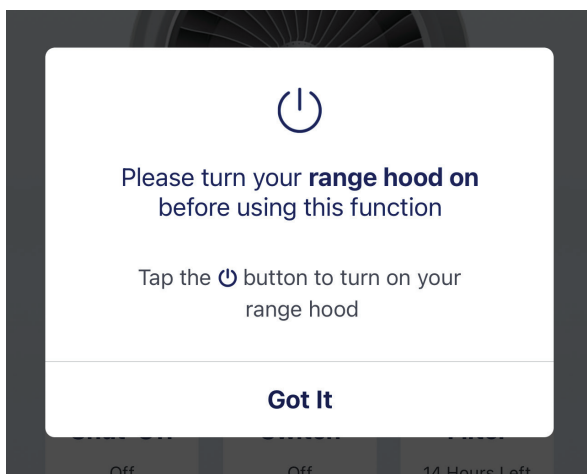 Please turn your range hood on
before using this function
Tap the button to turn on your
range hood
Got It
Off
Off
14 Hours Left